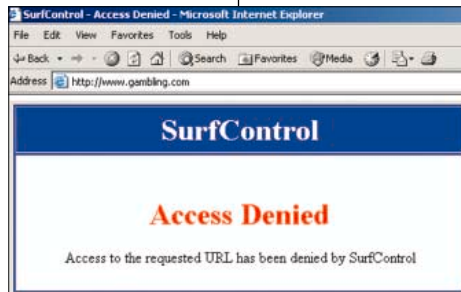 SurfControl - Access Denied - Microsoft Internet Explorer
File Edit View Favorites Tools Help
Back Search Favorites Media
Address http://www.gambling.com
SurfControl
Access Denied
Access to the requested URL has been denied by SurfControl